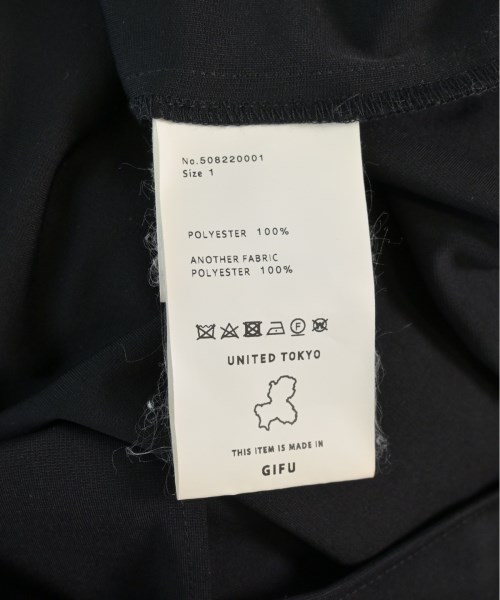 No.508220001
Size 1
POLYESTER 100%
ANOTHER FABRIC
POLYESTER 100%
UNITED TOKYO
THIS ITEM IS MADE IN
GIFU